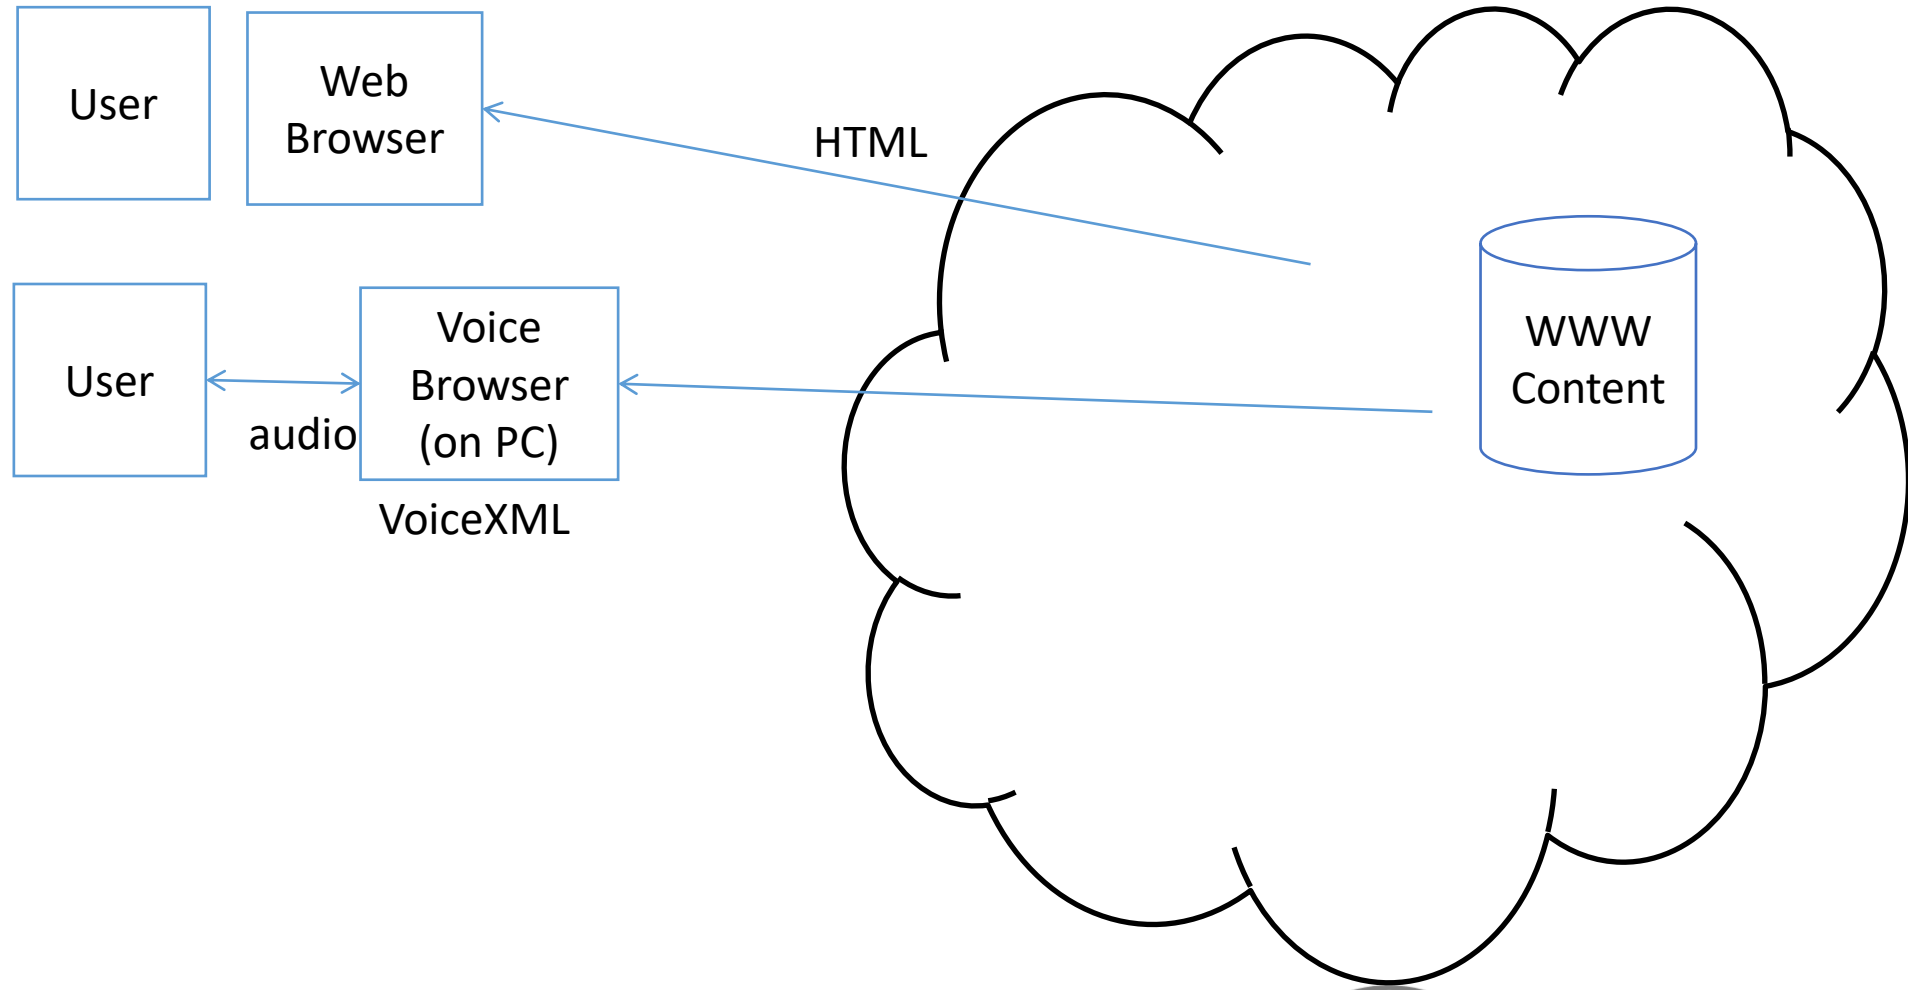 User
Web
Browser
HTML
User
audio
Voice
Browser
(on PC)
VoiceXML
WWW
Content